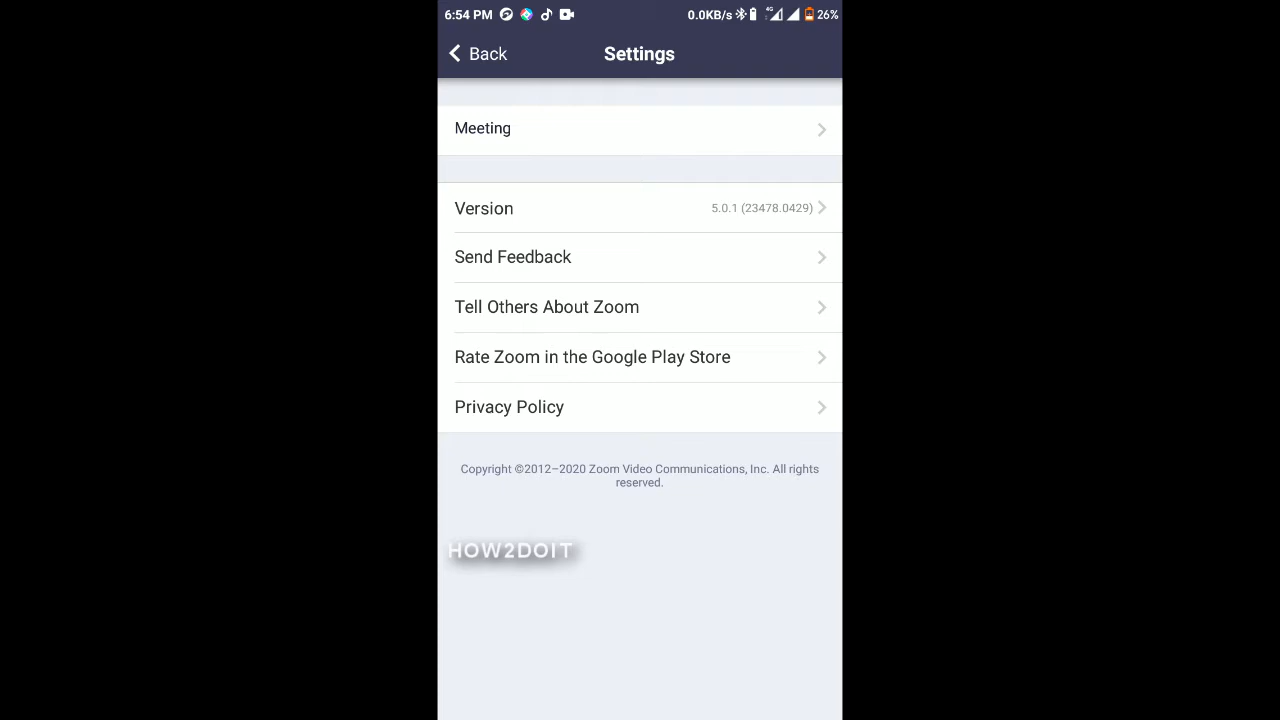 6:54 PM 0.0KB/s 4G 26%
Back Settings
Meeting
Version 5.0.1 (23478.0429)
Send Feedback
Tell Others About Zoom
Rate Zoom in the Google Play Store
Privacy Policy
Copyright ©2012–2020 Zoom Video Communications, Inc. All rights
reserved.
HOW2DOIT